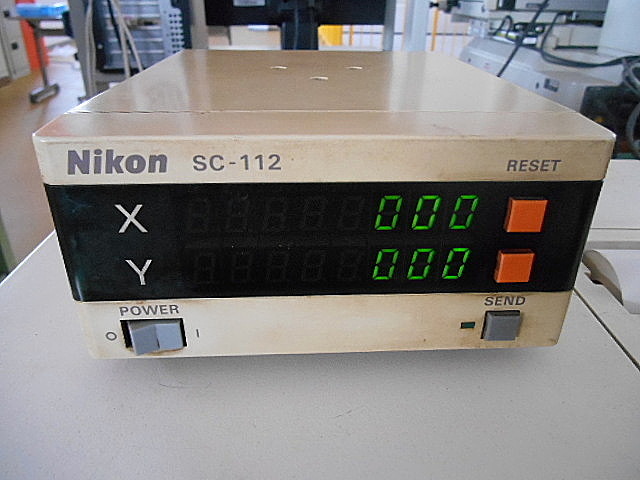 Nikon SC-112
RESET
X 000
Y 000
POWER
O I
SEND